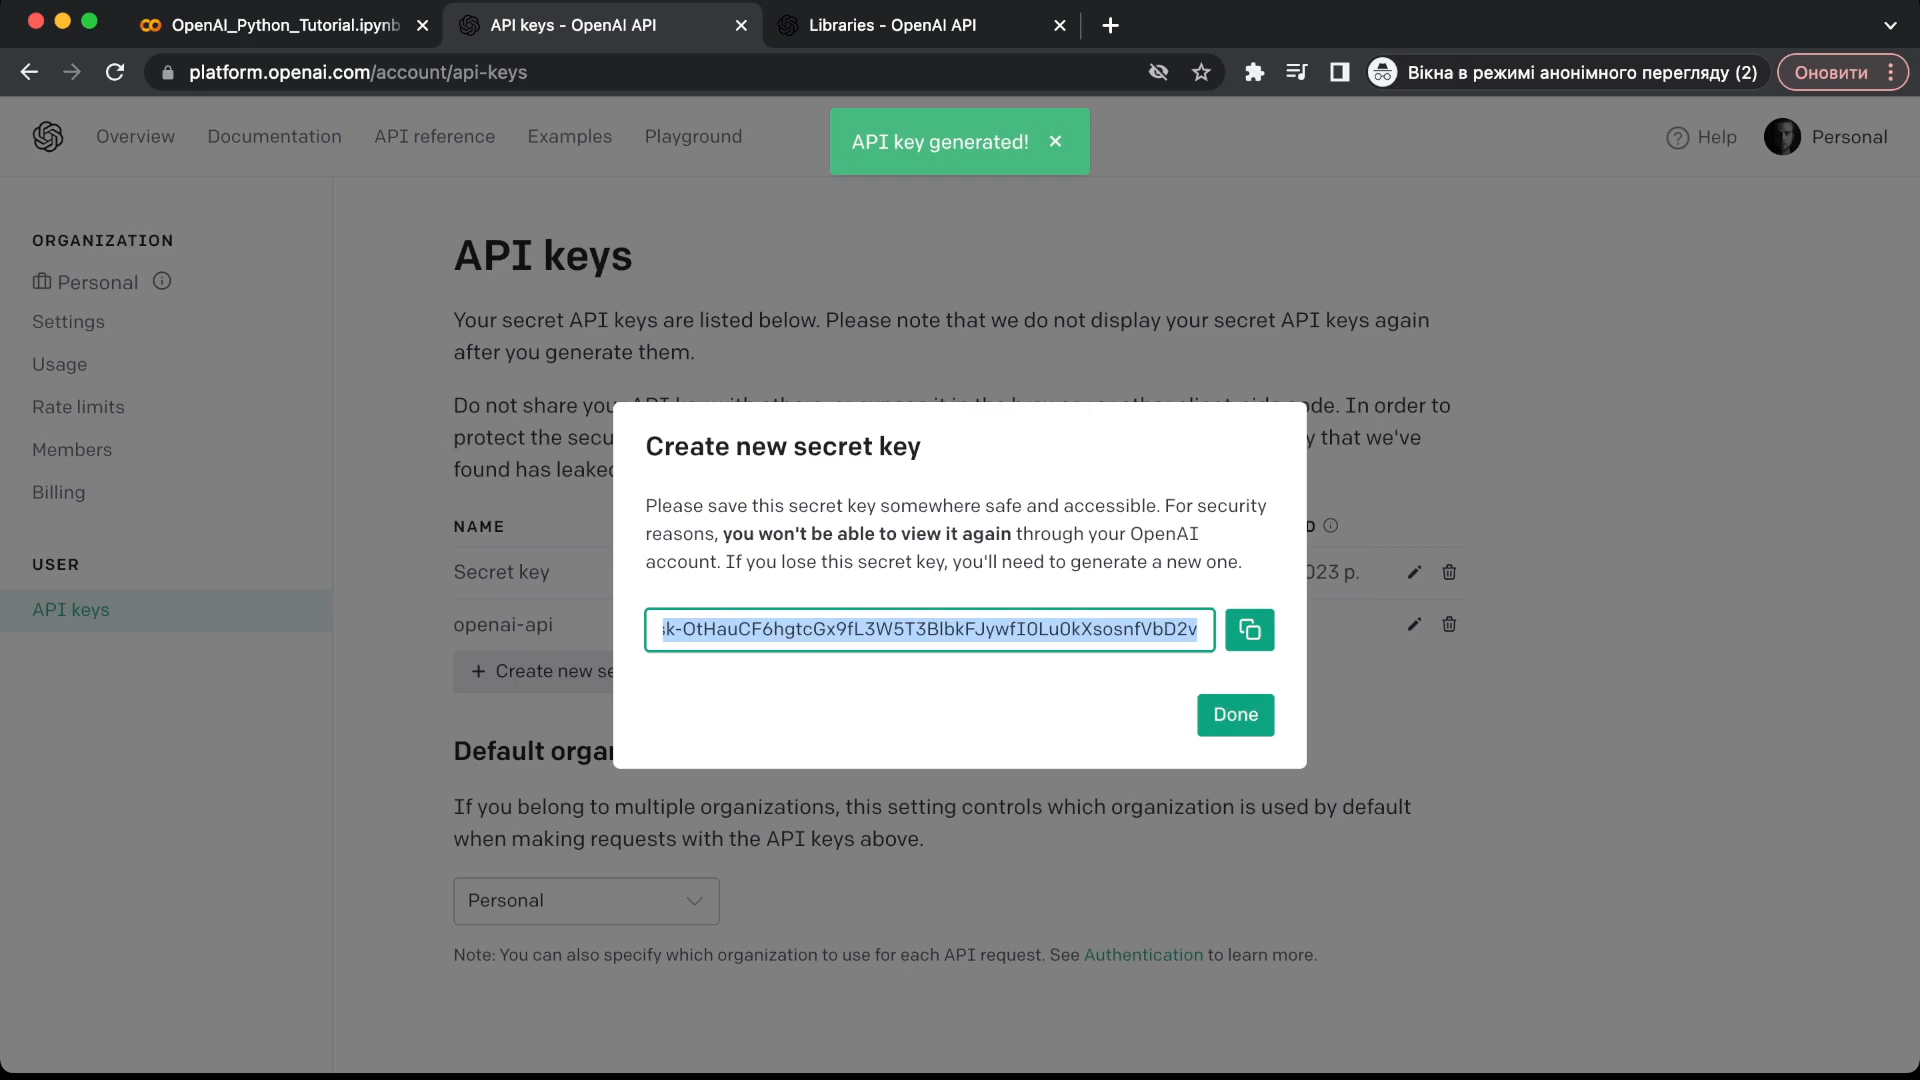 OpenAI_Python_Tutorial.ipynb
API keys - OpenAI API
Libraries - OpenAI API
platform.openai.com/account/api-keys
Вікна в режимі анонімного перегляду (2)
Оновити
Overview
Documentation
API reference
Examples
Playground
API key generated!
Help
Personal
ORGANIZATION
Personal
Settings
Usage
Rate limits
Members
Billing
USER
API keys
API keys
Your secret API keys are listed below. Please note that we do not display your secret API keys again
after you generate them.
Do not share In order to
protect the that we've
found has
NAME
Secret key
openai-api
+ Create new
Create new secret key
Please save this secret key somewhere safe and accessible. For security
reasons, you won't be able to view it again through your OpenAI
account. If you lose this secret key, you'll need to generate a new one.
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
Done
Default
If you belong to multiple organizations, this setting controls which organization is used by default
when making requests with the API keys above.
Personal
Note: You can also specify which organization to use for each API request. See Authentication to learn more.